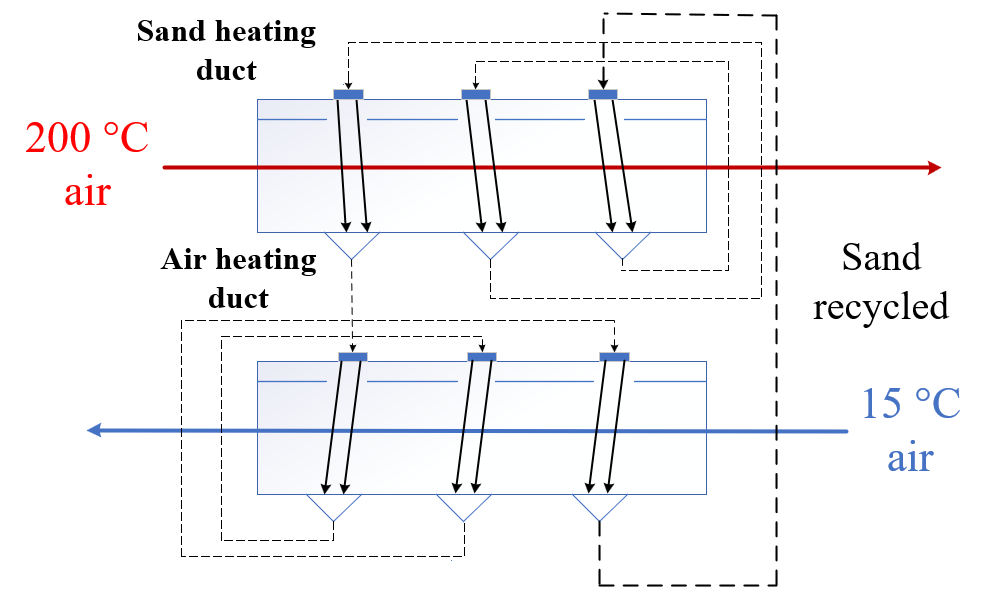 Sand heating
duct
200 °C
air
Air heating
duct
Sand
recycled
15 °C
air